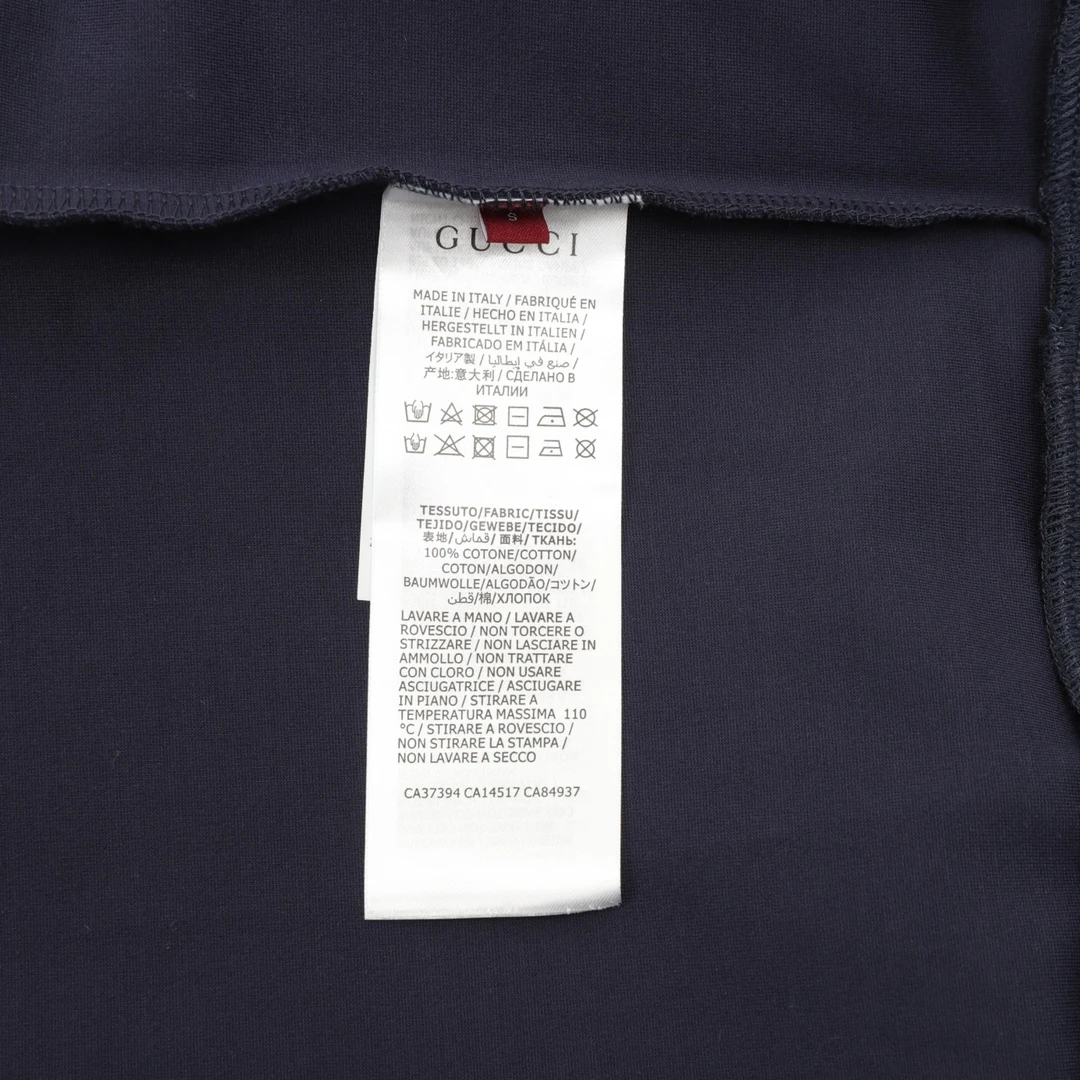 S
GUCCI
MADE IN ITALY / FABRIQUÉ EN
ITALIE / HECHO EN ITALIA /
HERGESTELLT IN ITALIEN /
FABRICADO EM ITÁLIA /
イタリア製 / صنع في إيطاليا /
产地:意大利 / СДЕЛАНО В
ИТАЛИИ
TESSUTO/FABRIC/TISSU/
TEJIDO/GEWEBE/TECIDO/
表地/قماش/ 面料/ ТКАНЬ:
100% COTONE/COTTON/
COTON/ALGODON/
BAUMWOLLE/ALGODÃO/コットン/
قطن/棉/ХЛОПОК
LAVARE A MANO / LAVARE A
ROVESCIO / NON TORCERE O
STRIZZARE / NON LASCIARE IN
AMMOLLO / NON TRATTARE
CON CLORO / NON USARE
ASCIUGATRICE / ASCIUGARE
IN PIANO / STIRARE A
TEMPERATURA MASSIMA 110
°C / STIRARE A ROVESCIO /
NON STIRARE LA STAMPA /
NON LAVARE A SECCO
CA37394 CA14517 CA84937